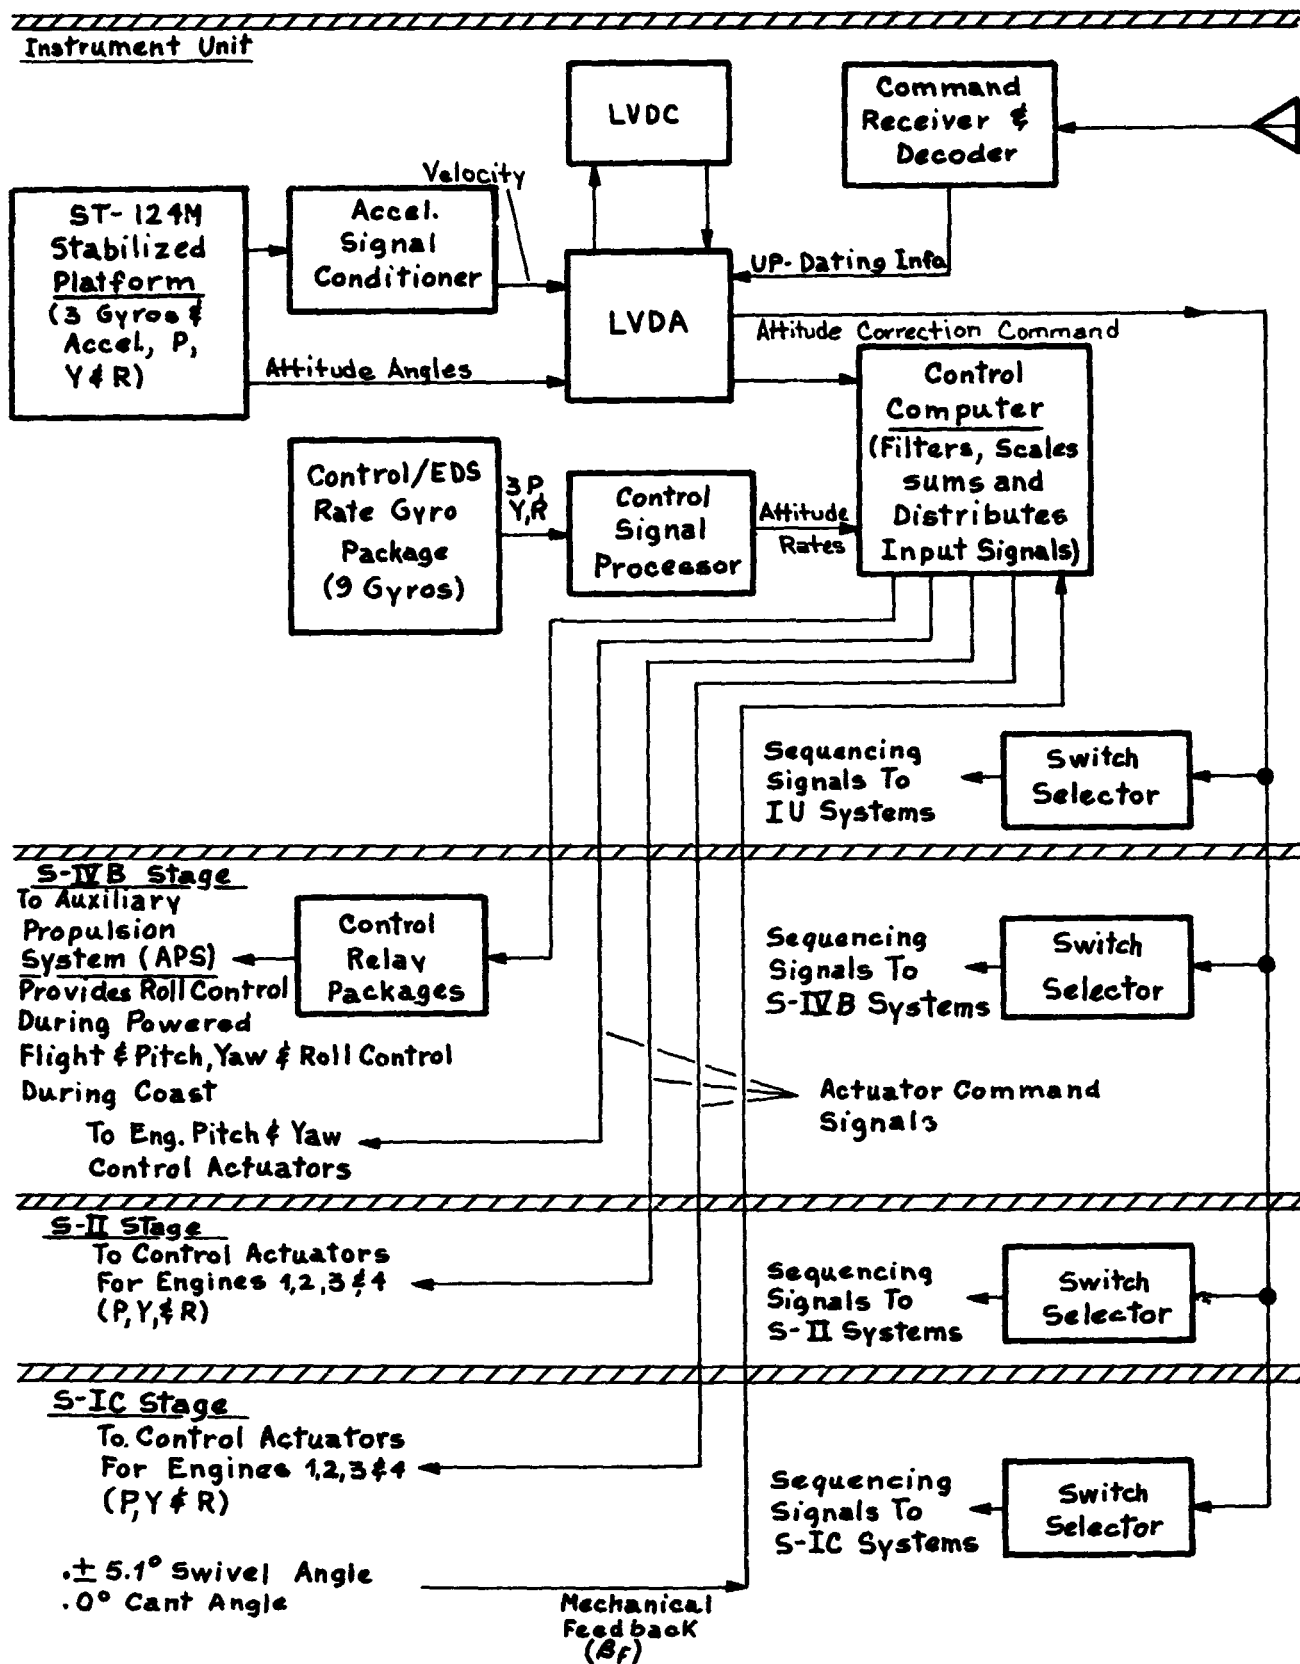 Instrument Unit
LVDC
Command
Receiver &
Decoder
Velocity
ST-124M
Stabilized
Platform
(3 Gyros &
Accel., P,
Y & R)
Accel.
Signal
Conditioner
UP-Dating Info
LVDA
Attitude Correction Command
Attitude Angles
Control
Computer
(Filters, Scales
sums and
Distributes
Input Signals)
Control/EDS
Rate Gyro
Package
(9 Gyros)
3 P,
Y,R
Control
Signal
Processor
Attitude
Rates
Sequencing
Signals To
IU Systems
Switch
Selector
S-IVB Stage
To Auxiliary
Propulsion
System (APS)
Provides Roll Control
During Powered
Flight & Pitch, Yaw & Roll Control
During Coast
Control
Relay
Packages
Sequencing
Signals To
S-IVB Systems
Switch
Selector
Actuator Command
Signals
To Eng. Pitch & Yaw
Control Actuators
S-II Stage
To Control Actuators
For Engines 1,2,3 & 4
(P,Y,& R)
Sequencing
Signals To
S-II Systems
Switch
Selector
S-IC Stage
To. Control Actuators
For Engines 1,2,3 & 4
(P,Y & R)
Sequencing
Signals To
S-IC Systems
Switch
Selector
.± 5.1° Swivel Angle
.0° Cant Angle
Mechanical
Feedback
(βF)